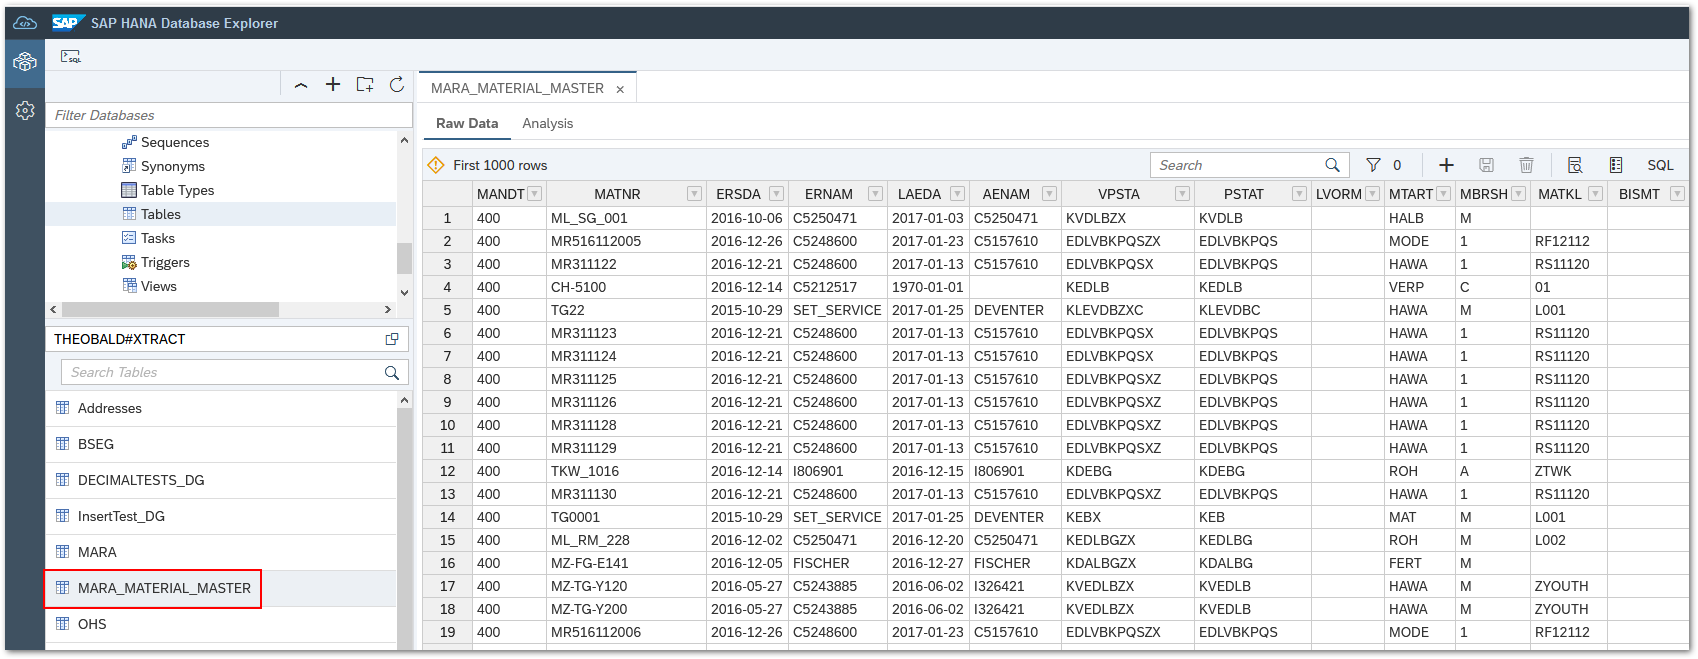 SAP SAP HANA Database Explorer
SQL
Filter Databases
Sequences
Synonyms
Table Types
Tables
Tasks
Triggers
Views
THEOBALD#XTRACT
Search Tables
Addresses
BSEG
DECIMALTESTS_DG
InsertTest_DG
MARA
MARA_MATERIAL_MASTER
OHS
MARA_MATERIAL_MASTER ×
Raw Data Analysis
First 1000 rows Search 0 SQL
MANDT MATNR ERSDA ERNAM LAEDA AENAM VPSTA PSTAT LVORM MTART MBRSH MATKL BISMT
1 400 ML_SG_001 2016-10-06 C5250471 2017-01-03 C5250471 KVDLBZX KVDLB HALB M
2 400 MR516112005 2016-12-26 C5248600 2017-01-23 C5157610 EDLVBKPQSZX EDLVBKPQS MODE 1 RF12112
3 400 MR311122 2016-12-21 C5248600 2017-01-13 C5157610 EDLVBKPQSX EDLVBKPQS HAWA 1 RS11120
4 400 CH-5100 2016-12-14 C5212517 1970-01-01 KEDLB KEDLB VERP C 01
5 400 TG22 2015-10-29 SET_SERVICE 2017-01-25 DEVENTER KLEVDBZXC KLEVDBC HAWA M L001
6 400 MR311123 2016-12-21 C5248600 2017-01-13 C5157610 EDLVBKPQSX EDLVBKPQS HAWA 1 RS11120
7 400 MR311124 2016-12-21 C5248600 2017-01-13 C5157610 EDLVBKPQSX EDLVBKPQS HAWA 1 RS11120
8 400 MR311125 2016-12-21 C5248600 2017-01-13 C5157610 EDLVBKPQSXZ EDLVBKPQS HAWA 1 RS11120
9 400 MR311126 2016-12-21 C5248600 2017-01-13 C5157610 EDLVBKPQSXZ EDLVBKPQS HAWA 1 RS11120
10 400 MR311128 2016-12-21 C5248600 2017-01-13 C5157610 EDLVBKPQSXZ EDLVBKPQS HAWA 1 RS11120
11 400 MR311129 2016-12-21 C5248600 2017-01-13 C5157610 EDLVBKPQSXZ EDLVBKPQS HAWA 1 RS11120
12 400 TKW_1016 2016-12-14 I806901 2016-12-15 I806901 KDEBG KDEBG ROH A ZTWK
13 400 MR311130 2016-12-21 C5248600 2017-01-13 C5157610 EDLVBKPQSXZ EDLVBKPQS HAWA 1 RS11120
14 400 TG0001 2015-10-29 SET_SERVICE 2017-01-25 DEVENTER KEBX KEB MAT M L001
15 400 ML_RM_228 2016-12-02 C5250471 2016-12-20 C5250471 KEDLBGZX KEDLBG ROH M L002
16 400 MZ-FG-E141 2016-12-05 FISCHER 2016-12-27 FISCHER KDALBGZX KDALBG FERT M
17 400 MZ-TG-Y120 2016-05-27 C5243885 2016-06-02 I326421 KVEDLBZX KVEDLB HAWA M ZYOUTH
18 400 MZ-TG-Y200 2016-05-27 C5243885 2016-06-02 I326421 KVEDLBZX KVEDLB HAWA M ZYOUTH
19 400 MR516112006 2016-12-26 C5248600 2017-01-23 C5157610 EDLVBKPQSZX EDLVBKPQS MODE 1 RF12112